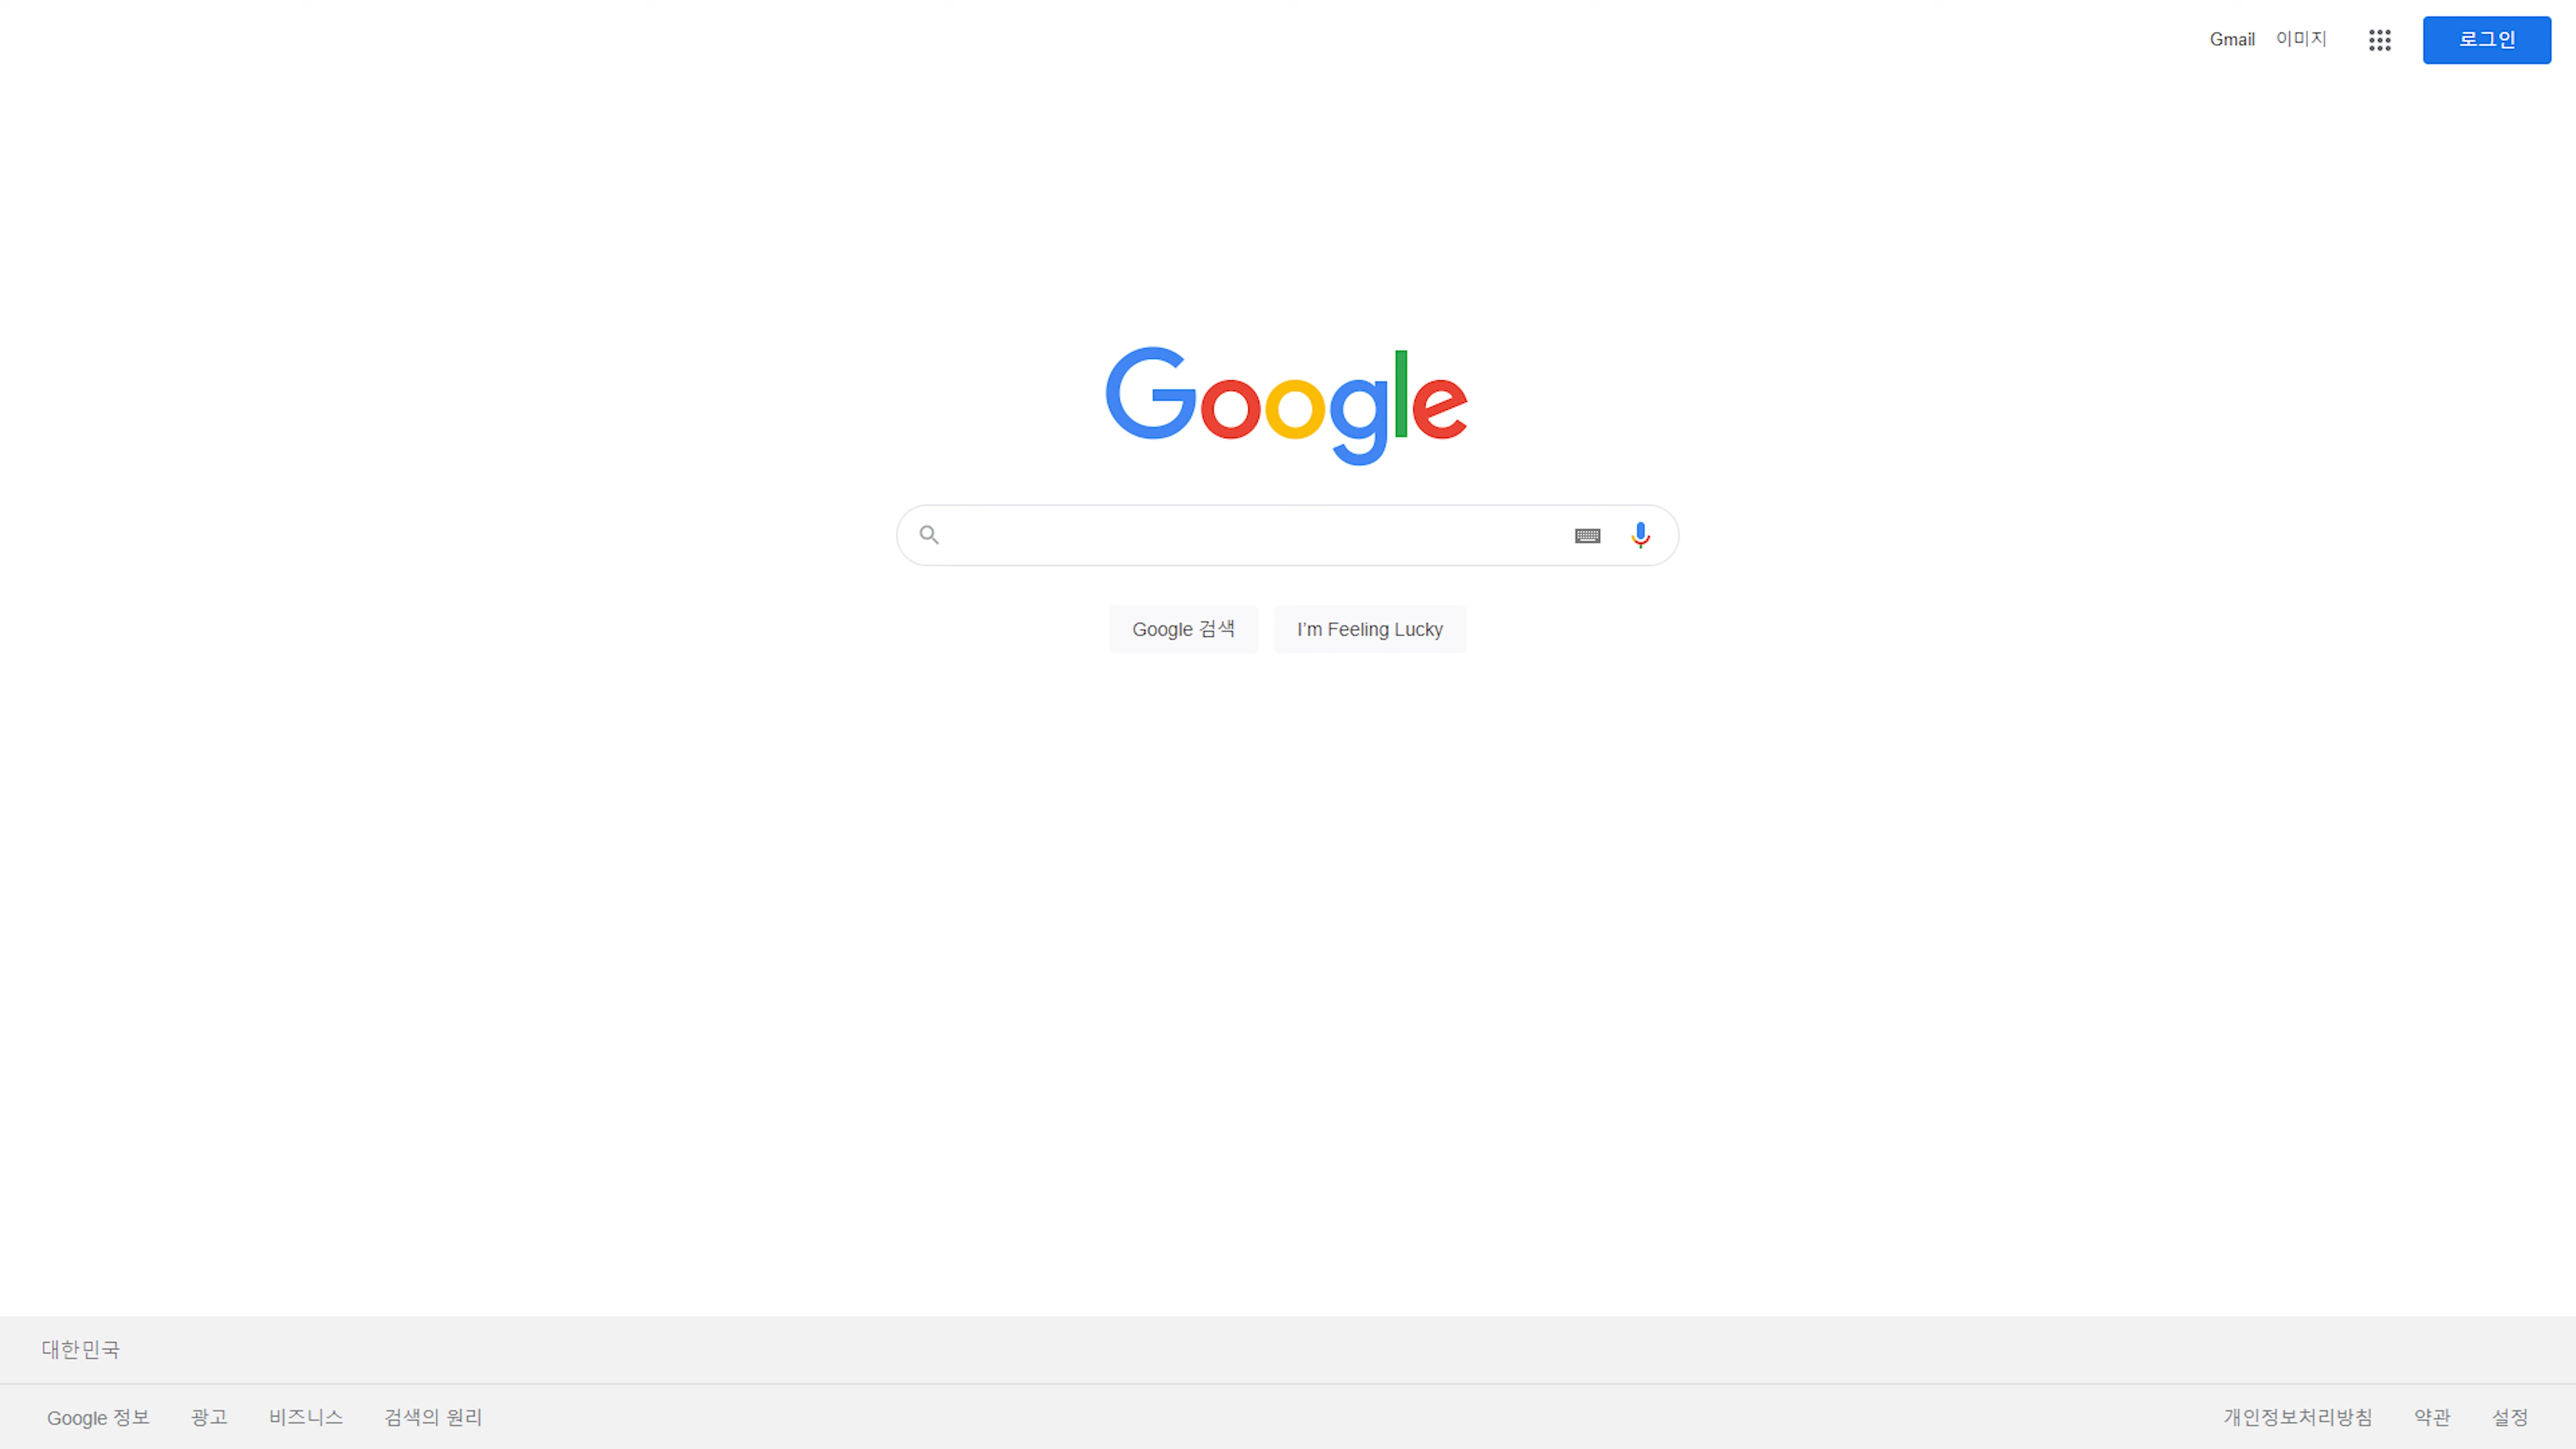 Gmail 이미지 로그인
Google
Google 검색 I’m Feeling Lucky
대한민국
Google 정보 광고 비즈니스 검색의 원리 개인정보처리방침 약관 설정